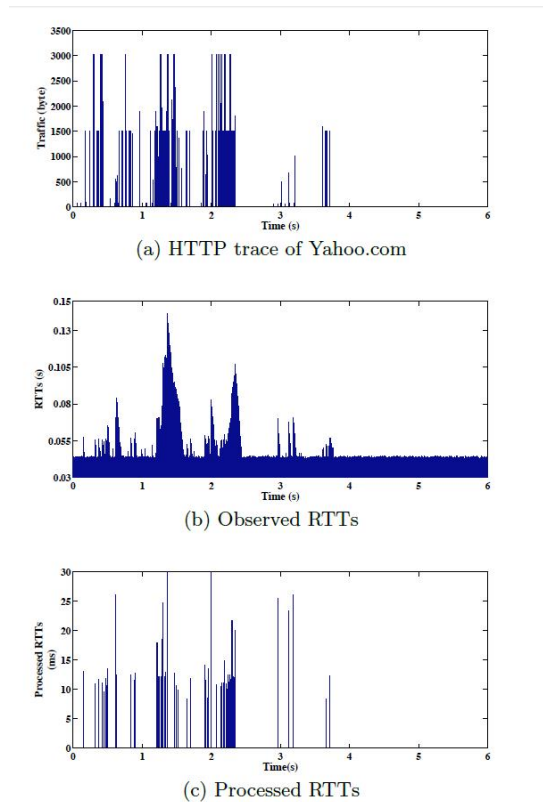 3500
3000
2500
2000
1500
1000
500
0
Traffic (byte)
0 1 2 3 4 5 6
Time (s)
(a) HTTP trace of Yahoo.com
0.15
0.13
0.105
0.08
0.055
0.03
RTTs (s)
0 1 2 3 4 5 6
Time (s)
(b) Observed RTTs
30
25
20
15
10
5
0
Processed RTTs
(ms)
0 1 2 3 4 5 6
Time(s)
(c) Processed RTTs